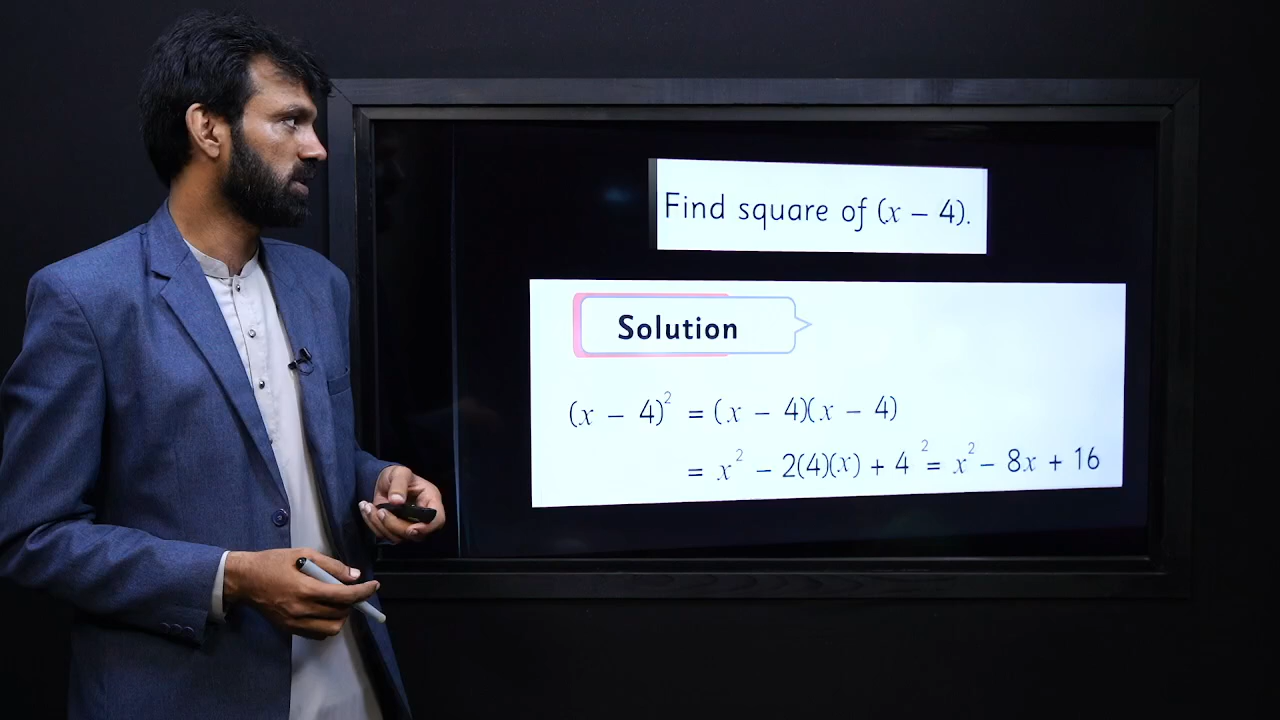 Find square of (x – 4).
Solution
(x – 4)² = (x – 4)(x – 4)
= x² – 2(4)(x) + 4² = x² – 8x + 16